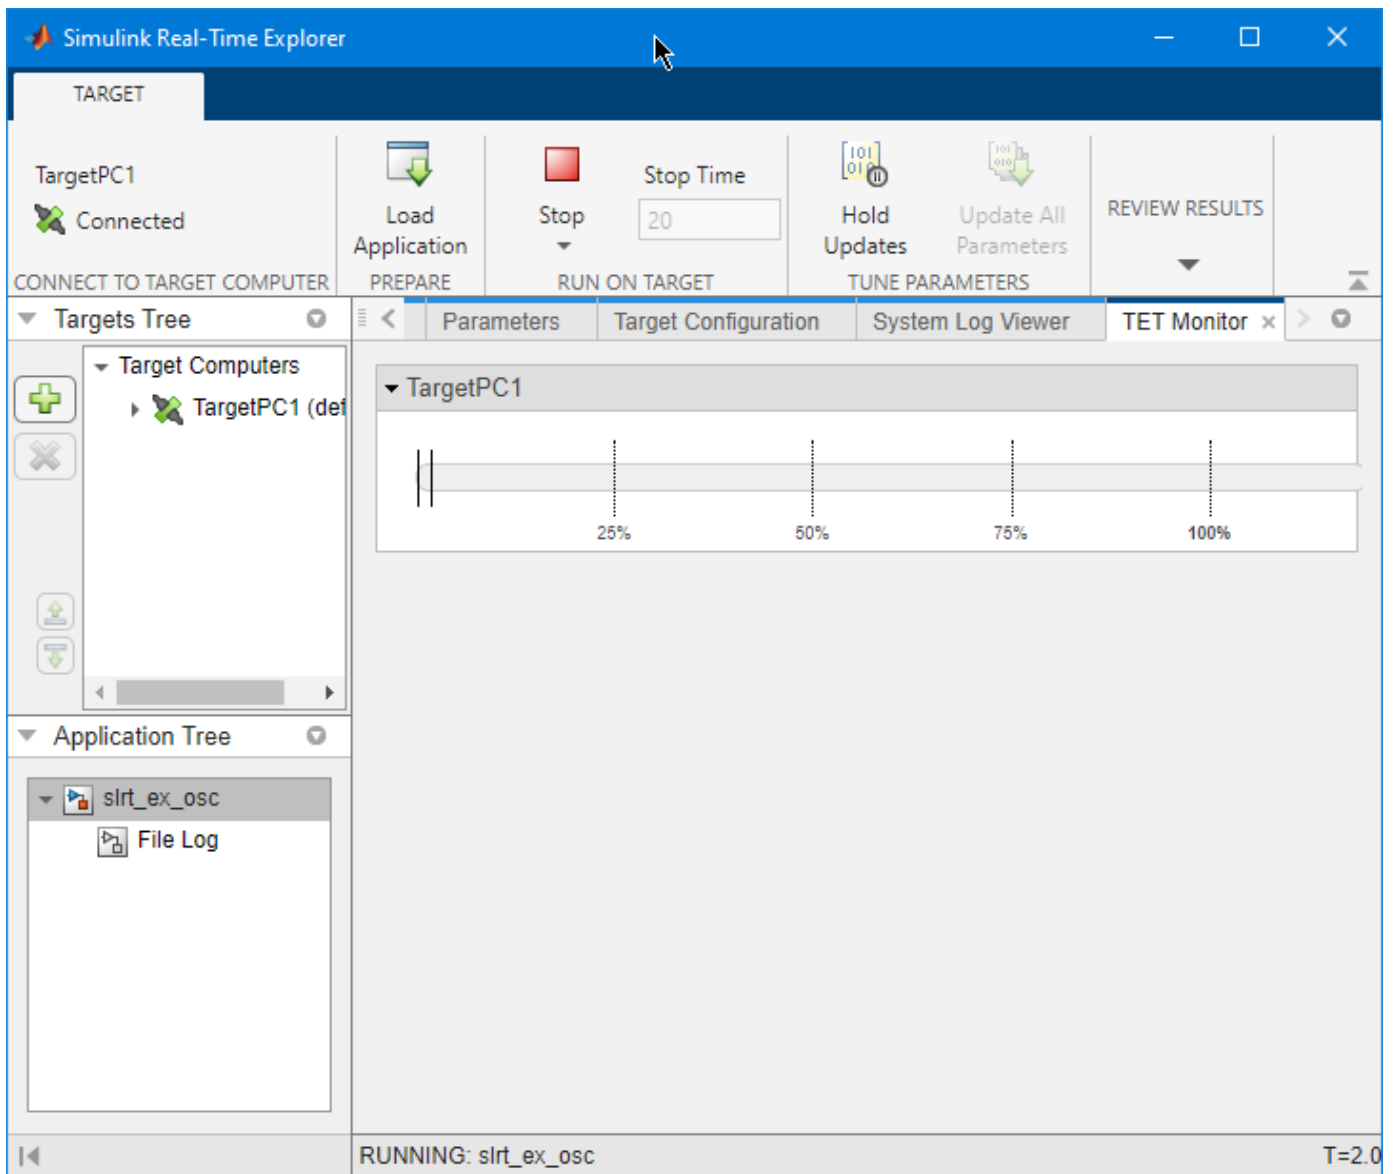 Simulink Real-Time Explorer
TARGET
TargetPC1
Connected
CONNECT TO TARGET COMPUTER
Load
Application
PREPARE
Stop
Stop Time
20
RUN ON TARGET
Hold
Updates
Update All
Parameters
TUNE PARAMETERS
REVIEW RESULTS
Targets Tree
Parameters
Target Configuration
System Log Viewer
TET Monitor
Target Computers
TargetPC1 (def
TargetPC1
25%
50%
75%
100%
Application Tree
slrt_ex_osc
File Log
RUNNING: slrt_ex_osc
T=2.0